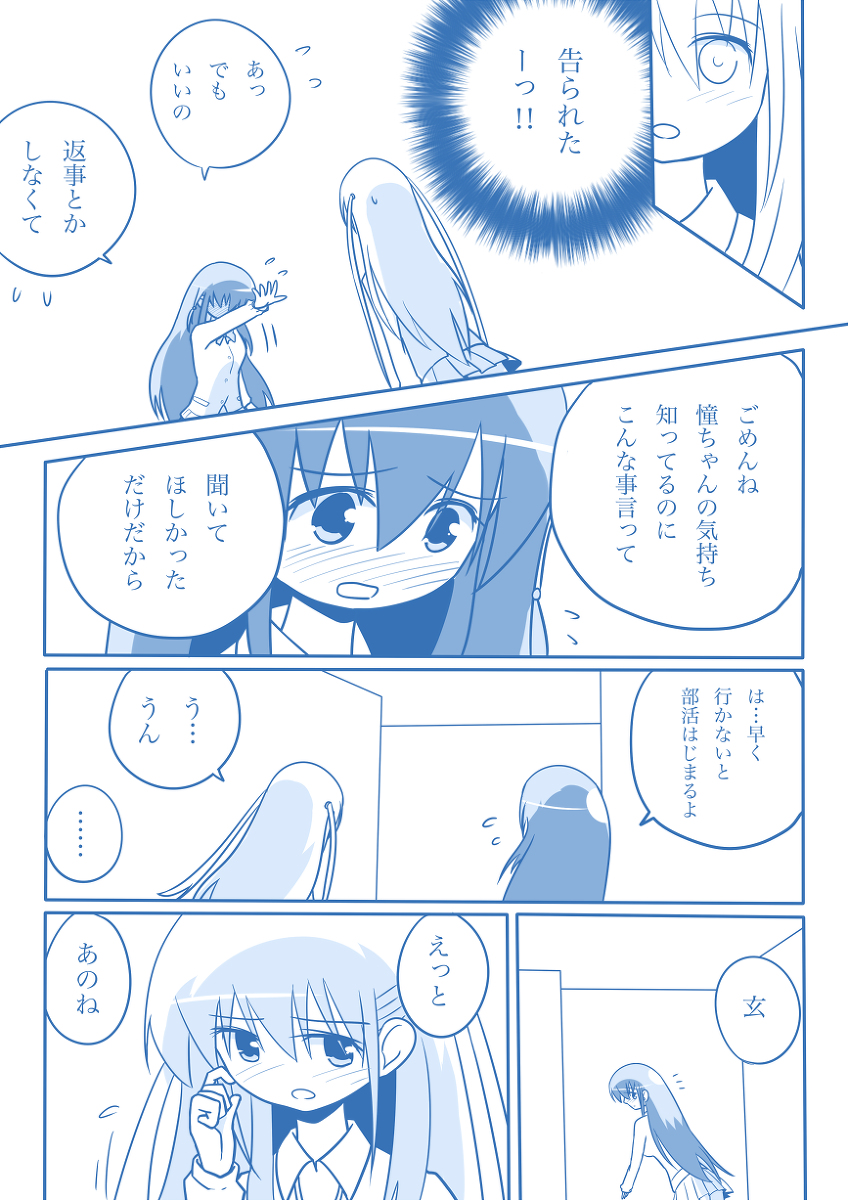 告られた
ーっ!!
あっ
でも
いいの
返事とか
しなくて
ごめんね
憧ちゃんの気持ち
知ってるのに
こんな事言って
聞いて
ほしかった
だけだから
は…早く
行かないと
部活はじまるよ
う…
うん
……
玄
えっと
あのね